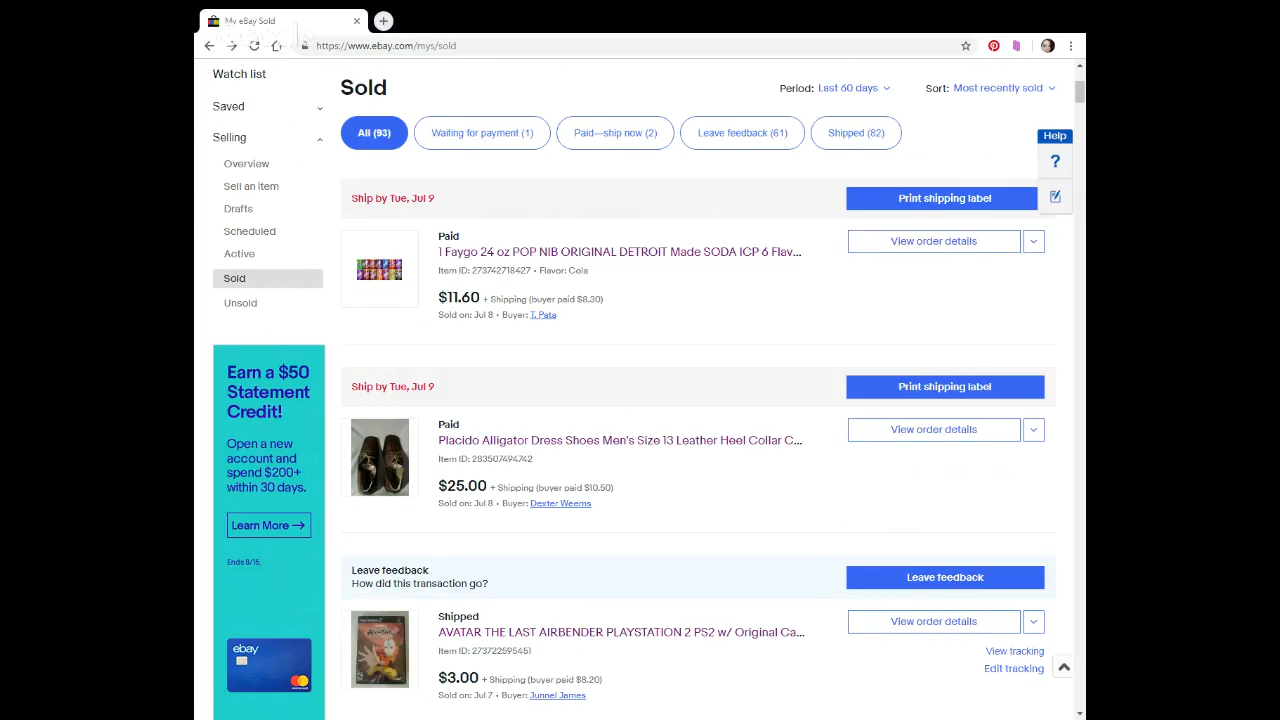 My eBay Sold
https://www.ebay.com/mys/sold
Watch list
Saved
Selling
Overview
Sell an item
Drafts
Scheduled
Active
Sold
Unsold
Earn a $50
Statement
Credit!
Open a new
account and
spend $200+
within 30 days.
Learn More
Ends 8/15.
ebay
mastercard
Sold
Period: Last 60 days
Sort: Most recently sold
All (93)
Waiting for payment (1)
Paid—ship now (2)
Leave feedback (61)
Shipped (82)
Help
?
Ship by Tue, Jul 9
Print shipping label
Paid
1 Faygo 24 oz POP NIB ORIGINAL DETROIT Made SODA ICP 6 Flav...
Item ID: 273742718427 • Flavor: Cola
$11.60 + Shipping (buyer paid $8.30)
Sold on: Jul 8 • Buyer: T. Pata
View order details
Ship by Tue, Jul 9
Print shipping label
Paid
Placido Alligator Dress Shoes Men's Size 13 Leather Heel Collar C...
Item ID: 283507494742
$25.00 + Shipping (buyer paid $10.50)
Sold on: Jul 8 • Buyer: Dexter Weems
View order details
Leave feedback
How did this transaction go?
Leave feedback
Shipped
AVATAR THE LAST AIRBENDER PLAYSTATION 2 PS2 w/ Original Ca...
Item ID: 273722595451
$3.00 + Shipping (buyer paid $8.20)
Sold on: Jul 7 • Buyer: Junnel James
View order details
View tracking
Edit tracking
AVATAR